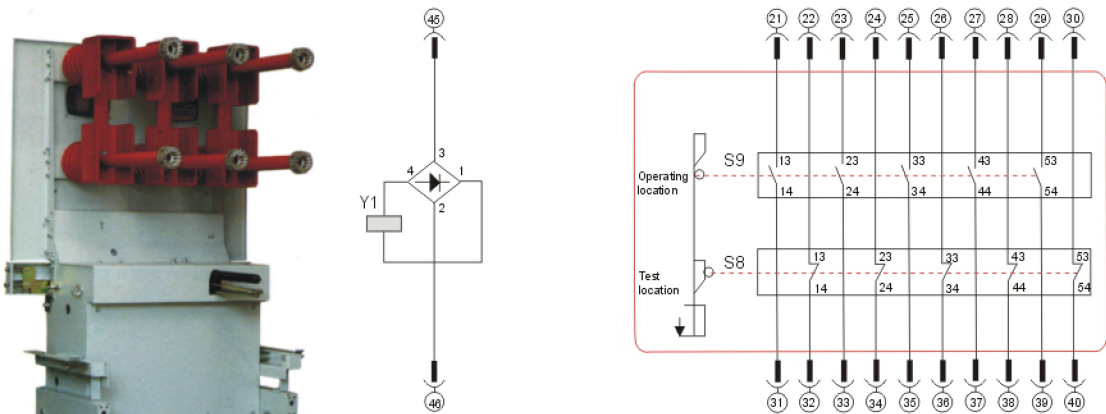 45
3
4
1
2
Y1
46
21 22 23 24 25 26 27 28 29 30
S9
13 23 33 43 53
Operating
location
14 24 34 44 54
S8
13 23 33 43 53
Test
location
14 24 34 44 54
31 32 33 34 35 36 37 38 39 40